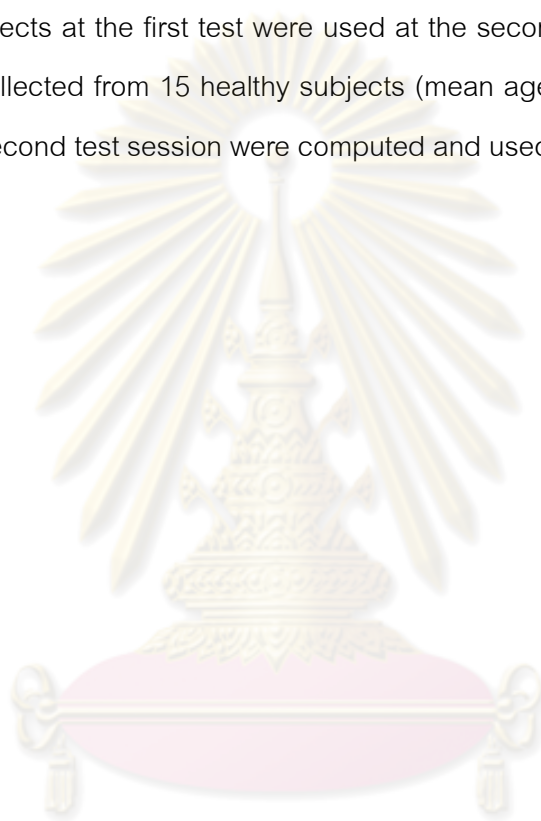 ects at the first test were used at the secon
llected from 15 healthy subjects (mean age
econd test session were computed and used